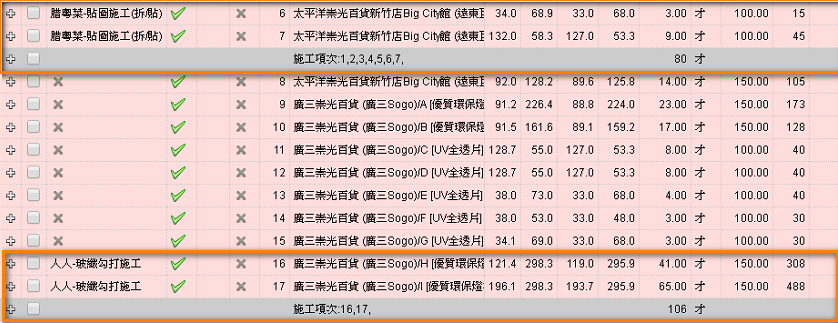 腊粵菜-貼圖施工(拆/貼) 6 太平洋崇光百貨新竹店Big City館 (遠東巨 34.0 68.9 33.0 68.0 3.00 才 100.00 15
腊粵菜-貼圖施工(拆/貼) 7 太平洋崇光百貨新竹店Big City館 (遠東巨 132.0 58.3 127.0 53.3 9.00 才 100.00 45
施工項次:1,2,3,4,5,6,7, 80 才
8 太平洋崇光百貨新竹店Big City館 (遠東巨 92.0 128.2 89.6 125.8 14.00 才 150.00 105
9 廣三崇光百貨 (廣三Sogo)/A [優質環保燈 91.2 226.4 88.8 224.0 23.00 才 150.00 173
10 廣三崇光百貨 (廣三Sogo)/B [優質環保燈 91.5 161.6 89.1 159.2 17.00 才 150.00 128
11 廣三崇光百貨 (廣三Sogo)/C [UV全透片] 128.7 55.0 127.0 53.3 8.00 才 100.00 40
12 廣三崇光百貨 (廣三Sogo)/D [UV全透片] 128.7 55.0 127.0 53.3 8.00 才 100.00 40
13 廣三崇光百貨 (廣三Sogo)/E [UV全透片] 38.0 73.0 33.0 68.0 4.00 才 100.00 40
14 廣三崇光百貨 (廣三Sogo)/F [UV全透片] 38.0 53.0 33.0 48.0 3.00 才 100.00 30
15 廣三崇光百貨 (廣三Sogo)/G [UV全透片] 34.1 69.0 33.0 68.0 3.00 才 100.00 30
人人-玻纖勾打施工 16 廣三崇光百貨 (廣三Sogo)/H [優質環保燈 121.4 298.3 119.0 295.9 41.00 才 150.00 308
人人-玻纖勾打施工 17 廣三崇光百貨 (廣三Sogo)/I [優質環保燈 196.1 298.3 193.7 295.9 65.00 才 150.00 488
施工項次:16,17, 106 才